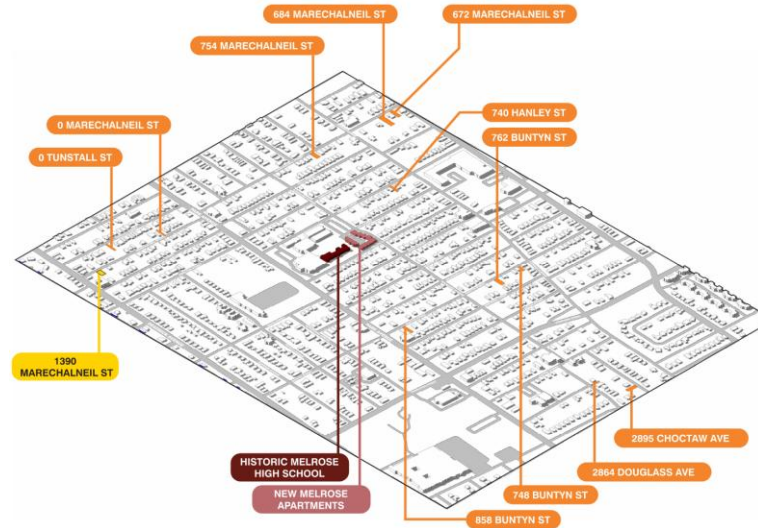 684 MARECHALNEIL ST
672 MARECHALNEIL ST
754 MARECHALNEIL ST
740 HANLEY ST
0 MARECHALNEIL ST
762 BUNTYN ST
0 TUNSTALL ST
1390
MARECHALNEIL ST
2895 CHOCTAW AVE
HISTORIC MELROSE
HIGH SCHOOL
2864 DOUGLASS AVE
NEW MELROSE
APARTMENTS
748 BUNTYN ST
858 BUNTYN ST